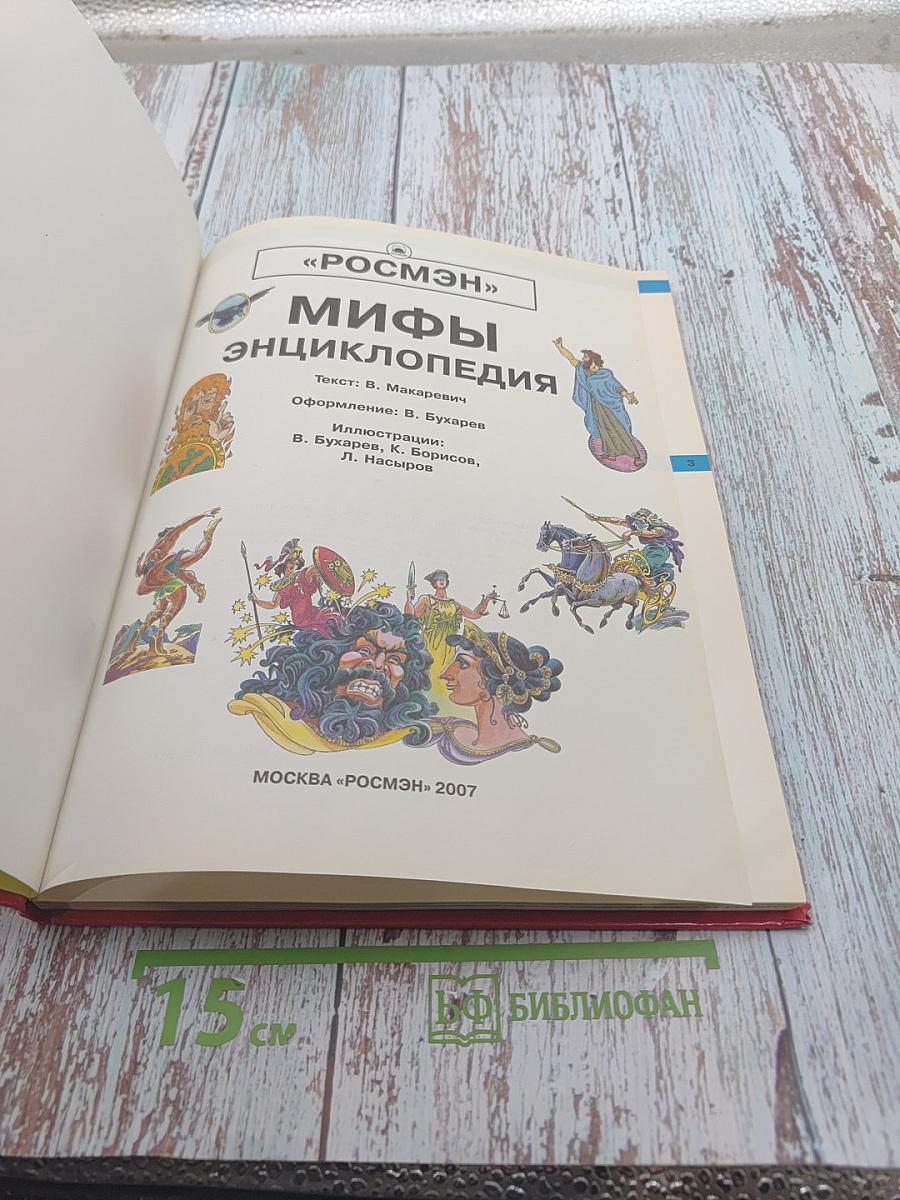 «РОСМЭН»
МИФЫ
ЭНЦИКЛОПЕДИЯ
Текст: В. Макаревич
Оформление: В. Бухарев
Иллюстрации:
В. Бухарев, К. Борисов,
Л. Насыров
3
МОСКВА «РОСМЭН» 2007
15 см
БФ БИБЛИОФАН